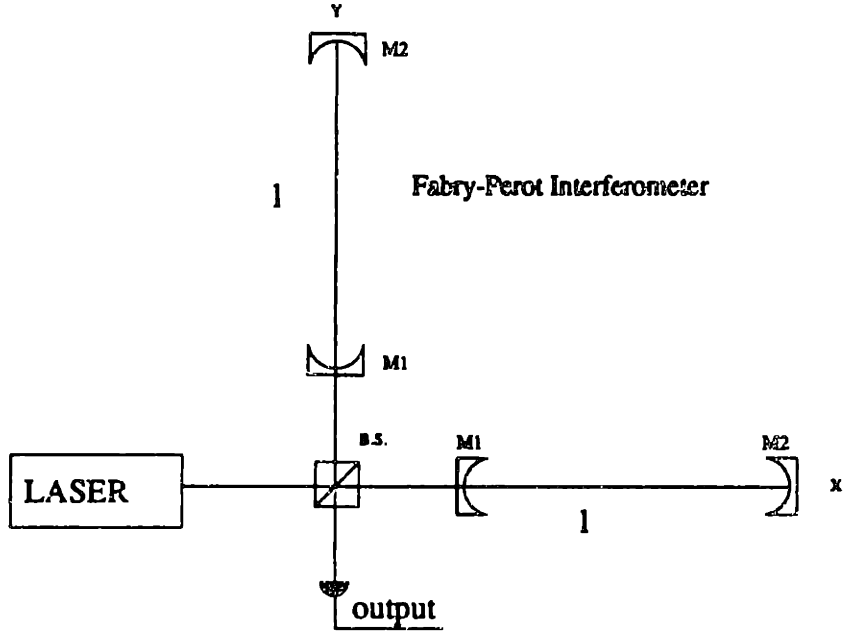 Y
M2
l
Fabry-Perot Interferometer
M1
B.S.
M1
M2
LASER
X
l
output